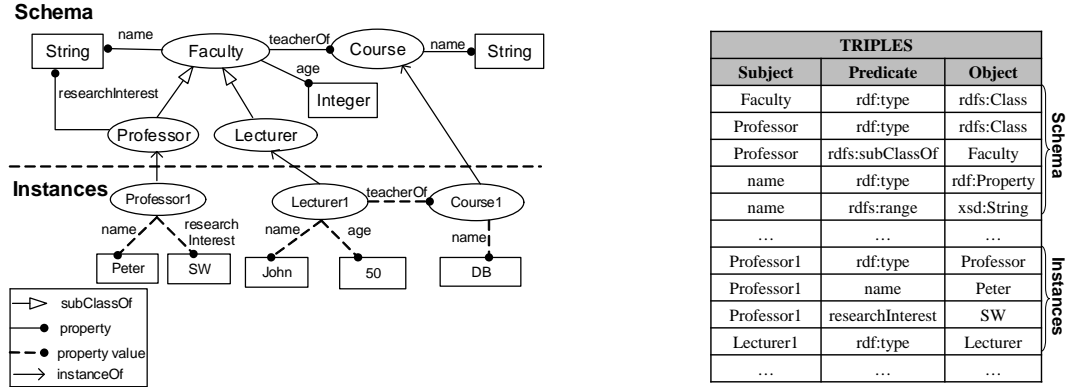 Schema
String
name
Faculty
teacherOf
Course
name
String
age
Integer
researchInterest
Professor
Lecturer
Instances
Professor1
Lecturer1
teacherOf
Course1
name
research
Interest
name
age
name
Peter
SW
John
50
DB
subClassOf
property
property value
instanceOf
TRIPLES
Subject Predicate Object
Faculty rdf:type rdfs:Class
Professor rdf:type rdfs:Class
Professor rdfs:subClassOf Faculty
name rdf:type rdf:Property
name rdfs:range xsd:String
… … …
Professor1 rdf:type Professor
Professor1 name Peter
Professor1 researchInterest SW
Lecturer1 rdf:type Lecturer
… … …
Schema
Instances